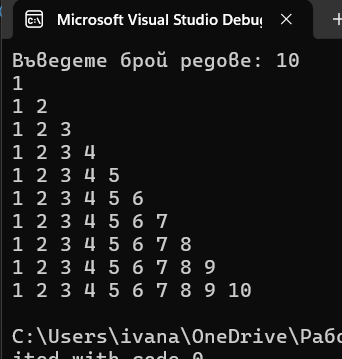 Microsoft Visual Studio Debu
Въведете брой редове: 10
1
1 2
1 2 3
1 2 3 4
1 2 3 4 5
1 2 3 4 5 6
1 2 3 4 5 6 7
1 2 3 4 5 6 7 8
1 2 3 4 5 6 7 8 9
1 2 3 4 5 6 7 8 9 10
C:\Users\ivana\OneDrive\Рабо
ited with code 0